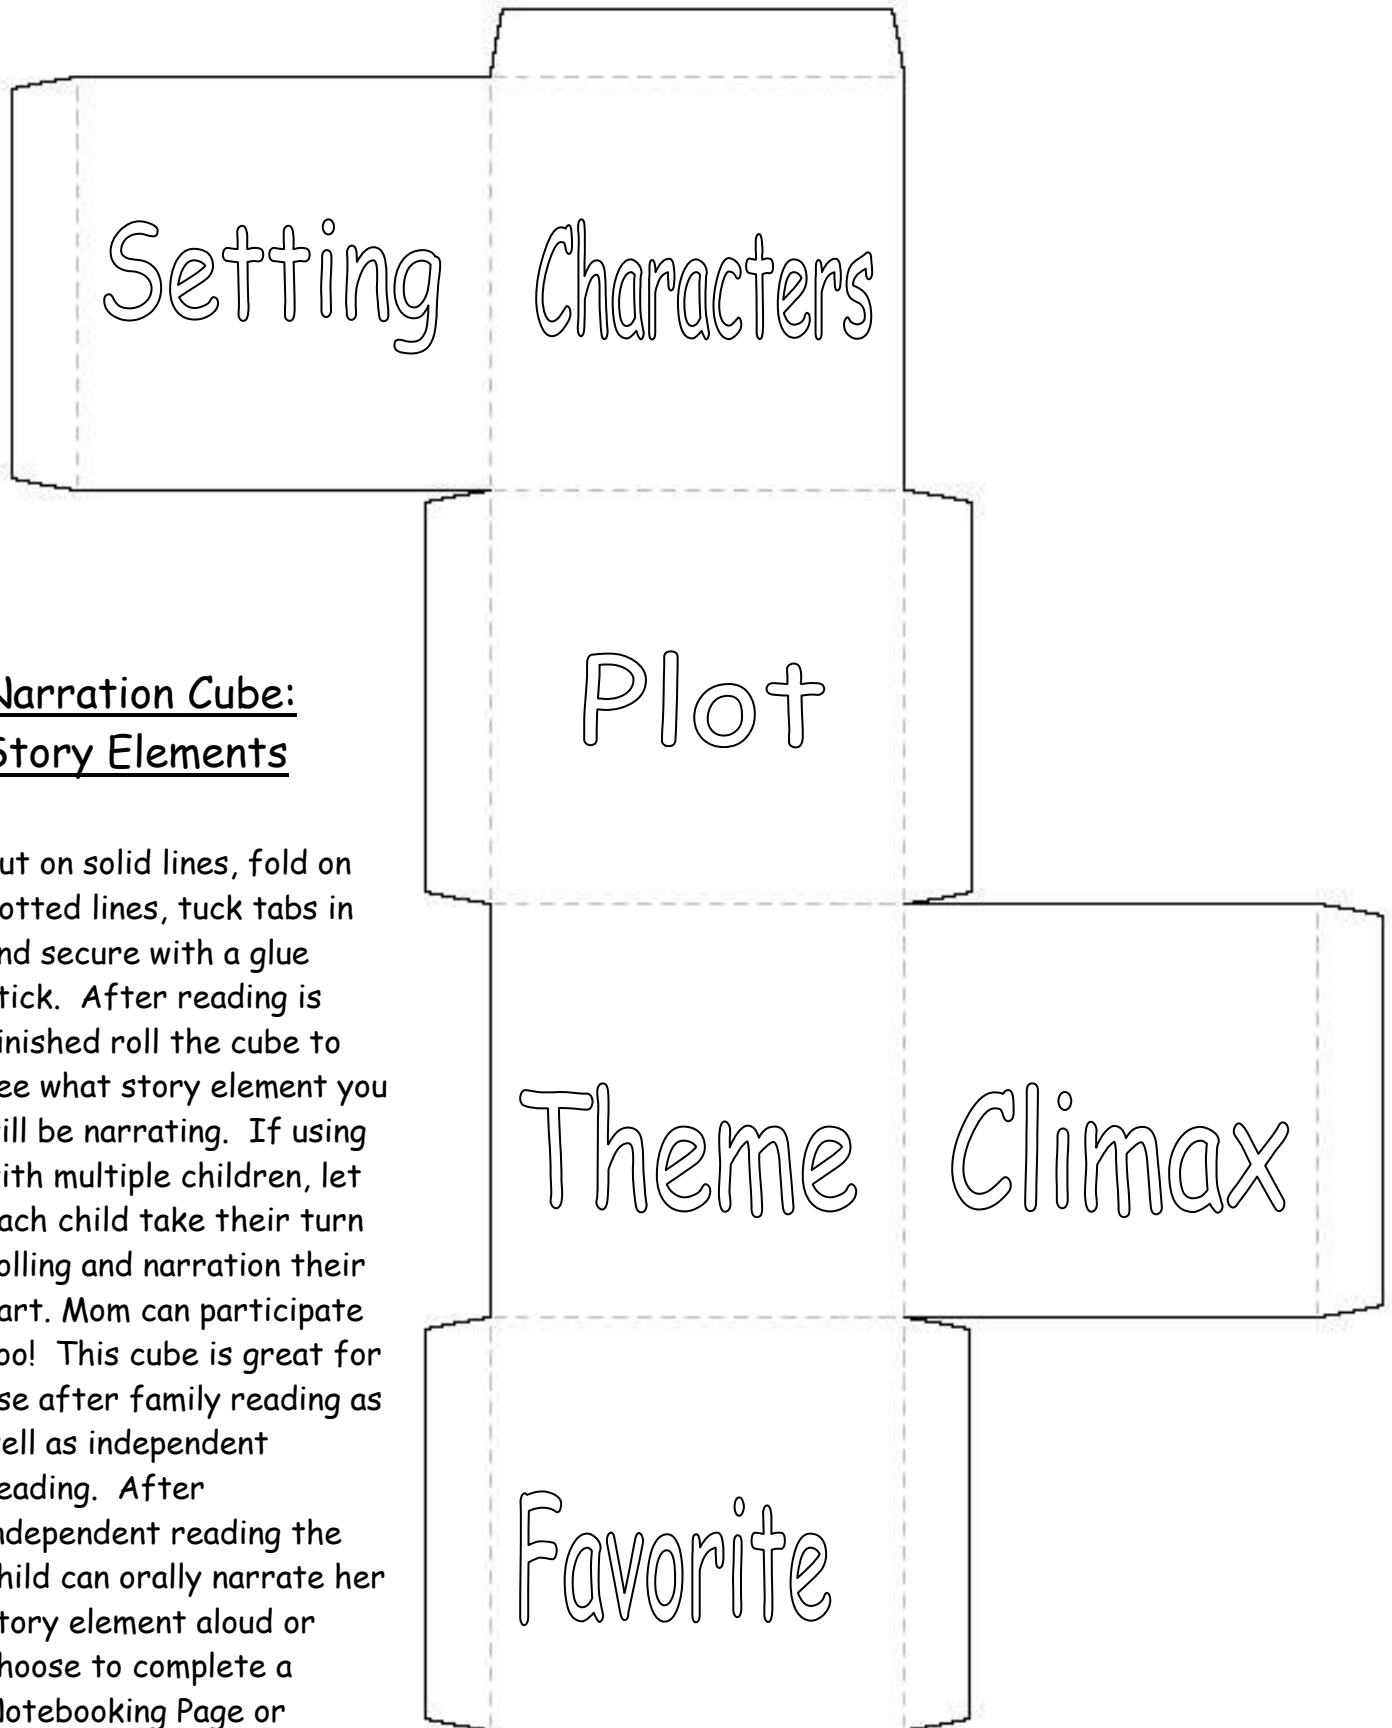 Setting
Characters
Plot
Narration Cube:
Story Elements
ut on solid lines, fold on
otted lines, tuck tabs in
nd secure with a glue
tick. After reading is
inished roll the cube to
ee what story element you
ill be narrating. If using
ith multiple children, let
ach child take their turn
olling and narration their
art. Mom can participate
oo! This cube is great for
se after family reading as
ell as independent
eading. After
ndependent reading the
hild can orally narrate her
tory element aloud or
hoose to complete a
Notebooking Page or
Theme
Climax
Favorite